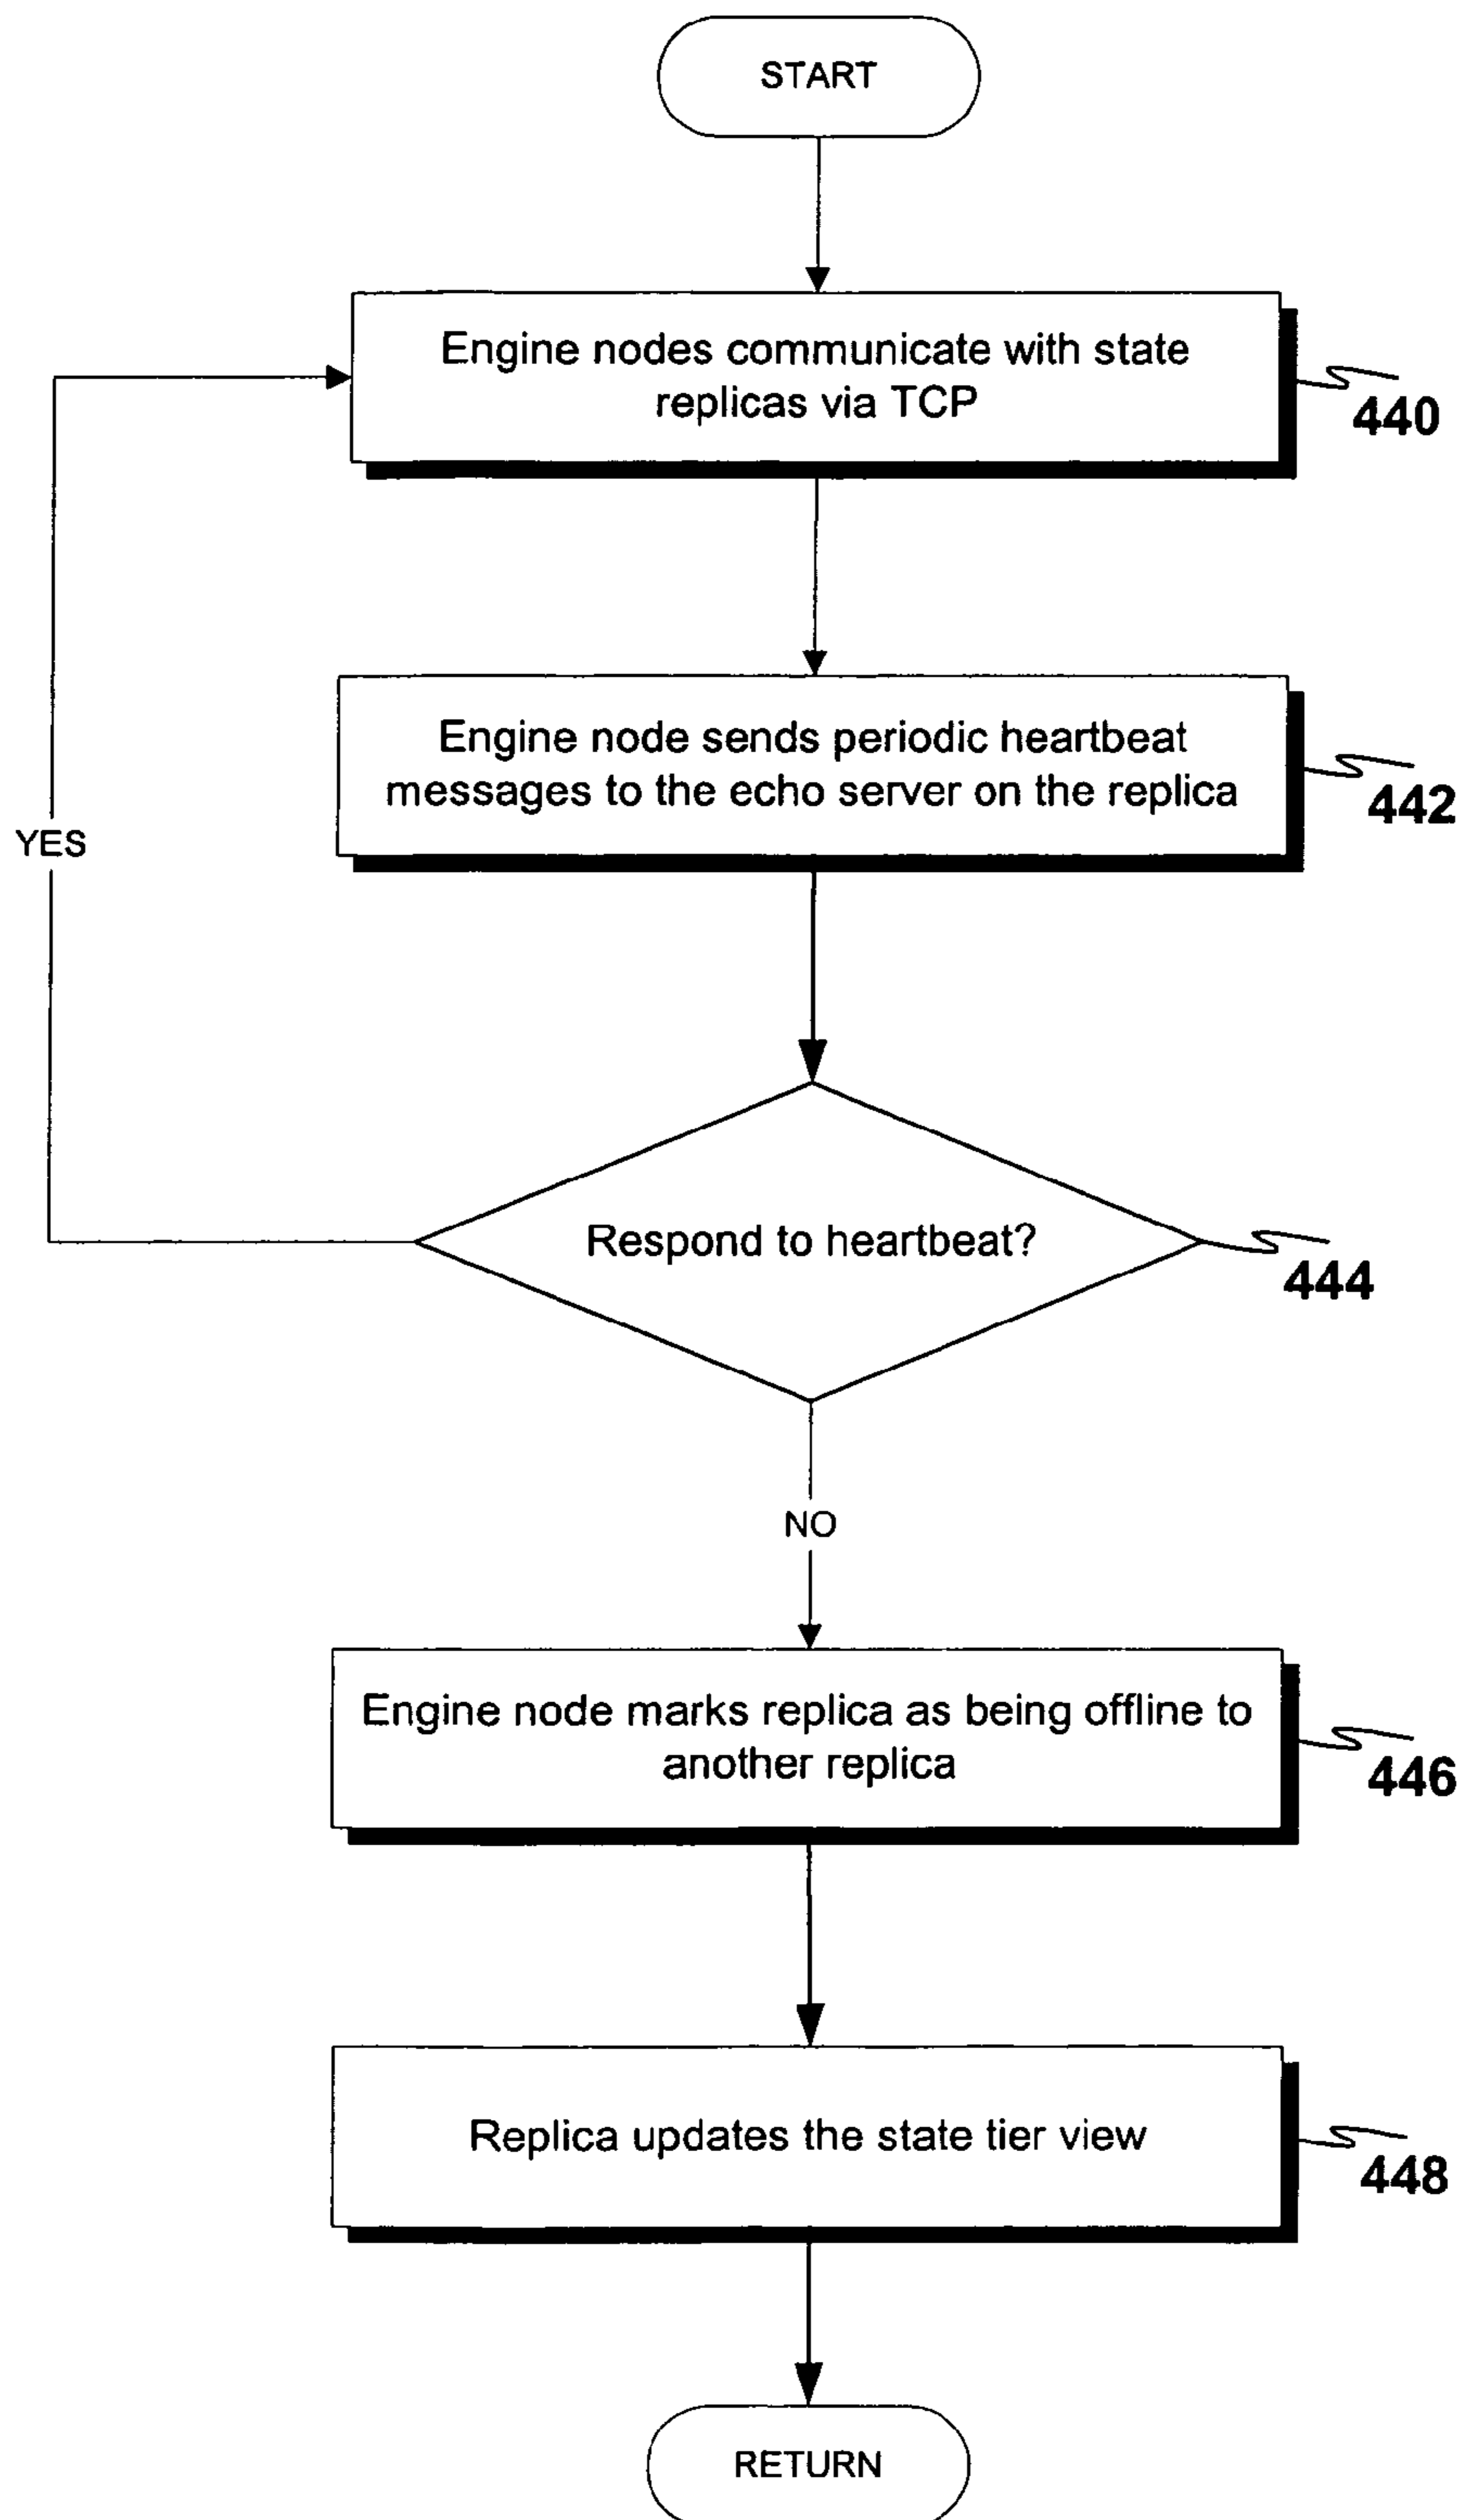 START
Engine nodes communicate with state
replicas via TCP
440
Engine node sends periodic heartbeat
messages to the echo server on the replica
442
YES
Respond to heartbeat?
444
NO
Engine node marks replica as being offline to
another replica
446
Replica updates the state tier view
448
RETURN